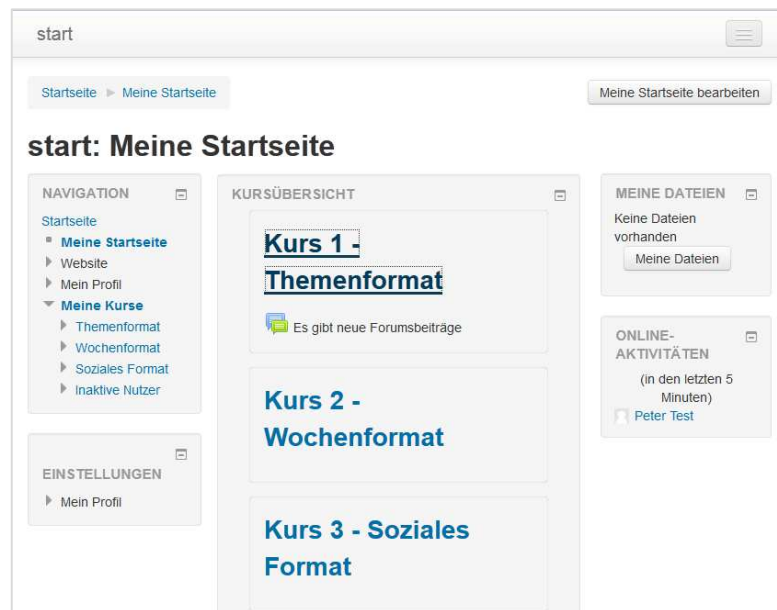 start
Startseite Meine Startseite
Meine Startseite bearbeiten
start: Meine Startseite
NAVIGATION
Startseite
Meine Startseite
Website
Mein Profil
Meine Kurse
Themenformat
Wochenformat
Soziales Format
Inaktive Nutzer
EINSTELLUNGEN
Mein Profil
KURSÜBERSICHT
Kurs 1 -
Themenformat
Es gibt neue Forumsbeiträge
Kurs 2 -
Wochenformat
Kurs 3 - Soziales
Format
MEINE DATEIEN
Keine Dateien
vorhanden
Meine Dateien
ONLINE-
AKTIVITÄTEN
(in den letzten 5
Minuten)
Peter Test